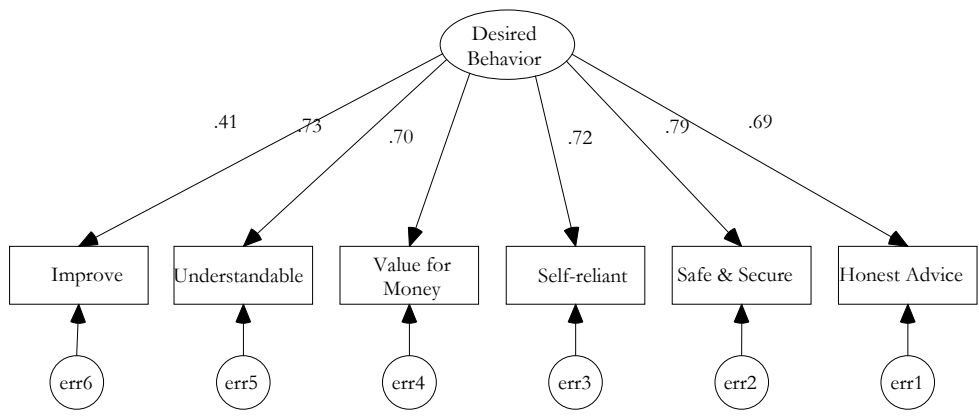 Desired
Behavior
.41
.73
.70
.72
.79
.69
Improve
Understandable
Value for
Money
Self-reliant
Safe & Secure
Honest Advice
err6
err5
err4
err3
err2
err1